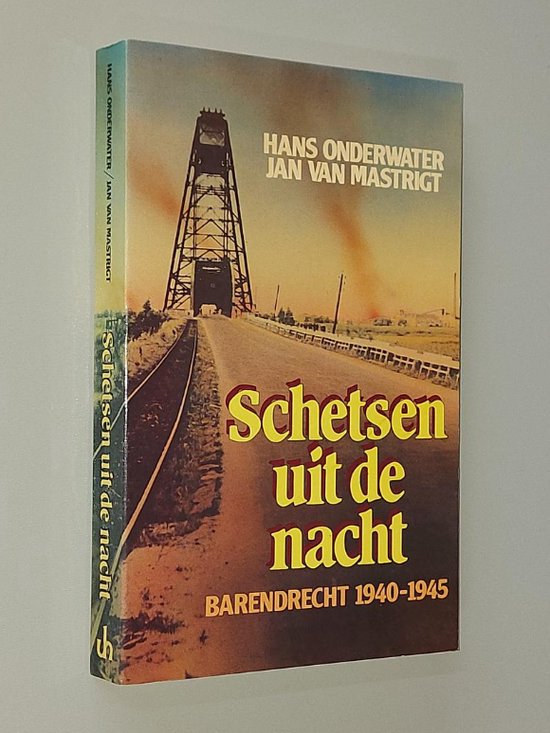 HANS ONDERWATER
JAN VAN MASTRIGT
Schetsen
uit de
nacht
BARENDRECHT 1940-1945
HANS ONDERWATER / JAN VAN MASTRIGT
Schetsen uit de nacht
uh